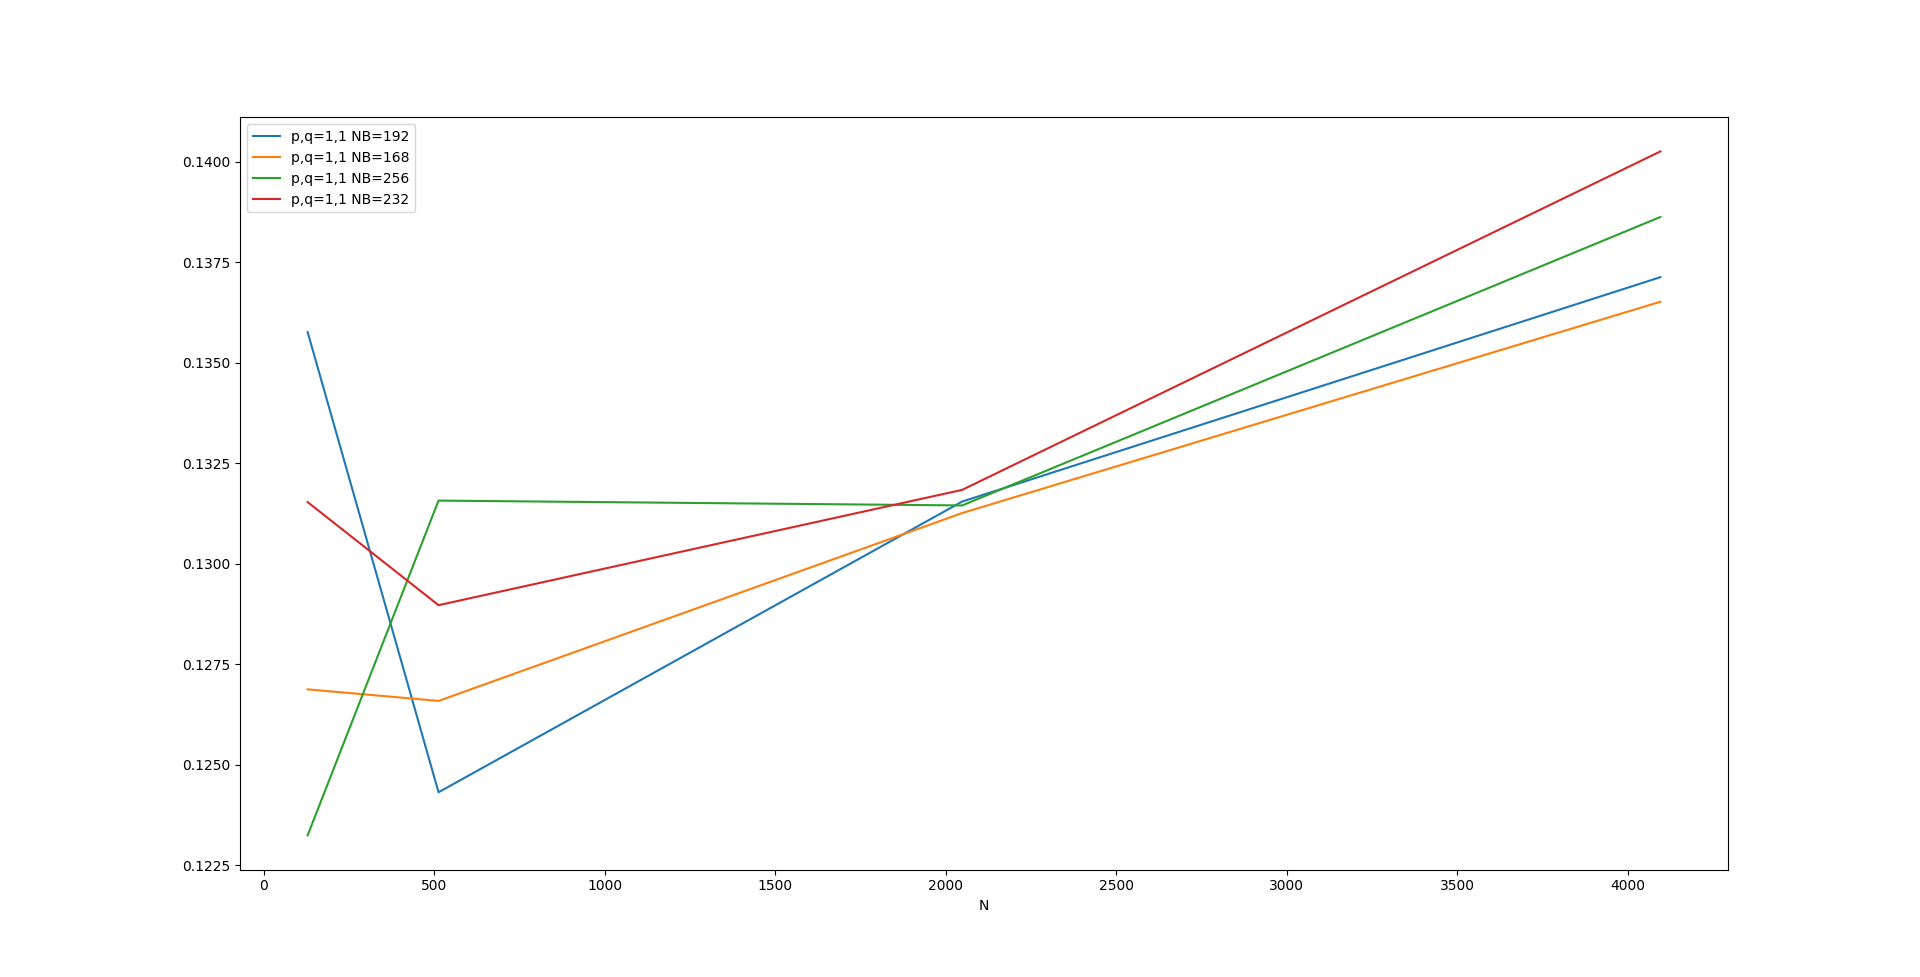 p,q=1,1 NB=192
p,q=1,1 NB=168
p,q=1,1 NB=256
p,q=1,1 NB=232
0.1400
0.1375
0.1350
0.1325
0.1300
0.1275
0.1250
0.1225
0 500 1000 1500 2000 2500 3000 3500 4000
N